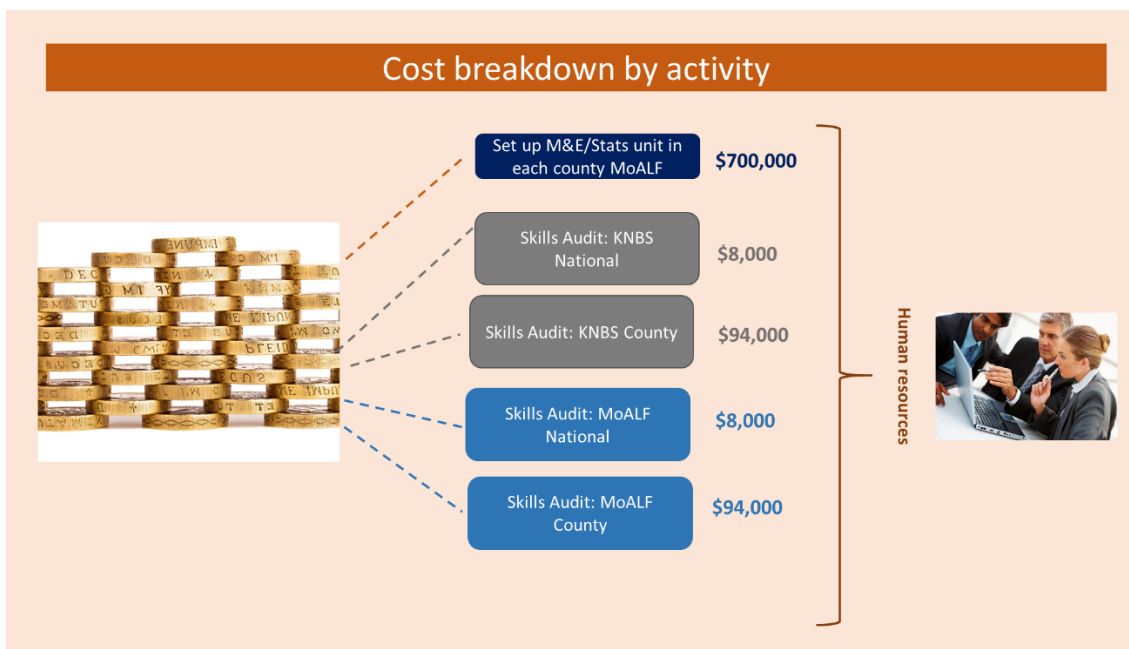 Cost breakdown by activity
Set up M&E/Stats unit in
each county MoALF
$700,000
Skills Audit: KNBS
National
$8,000
Skills Audit: KNBS County
$94,000
Skills Audit: MoALF
National
$8,000
Skills Audit: MoALF
County
$94,000
Human resources